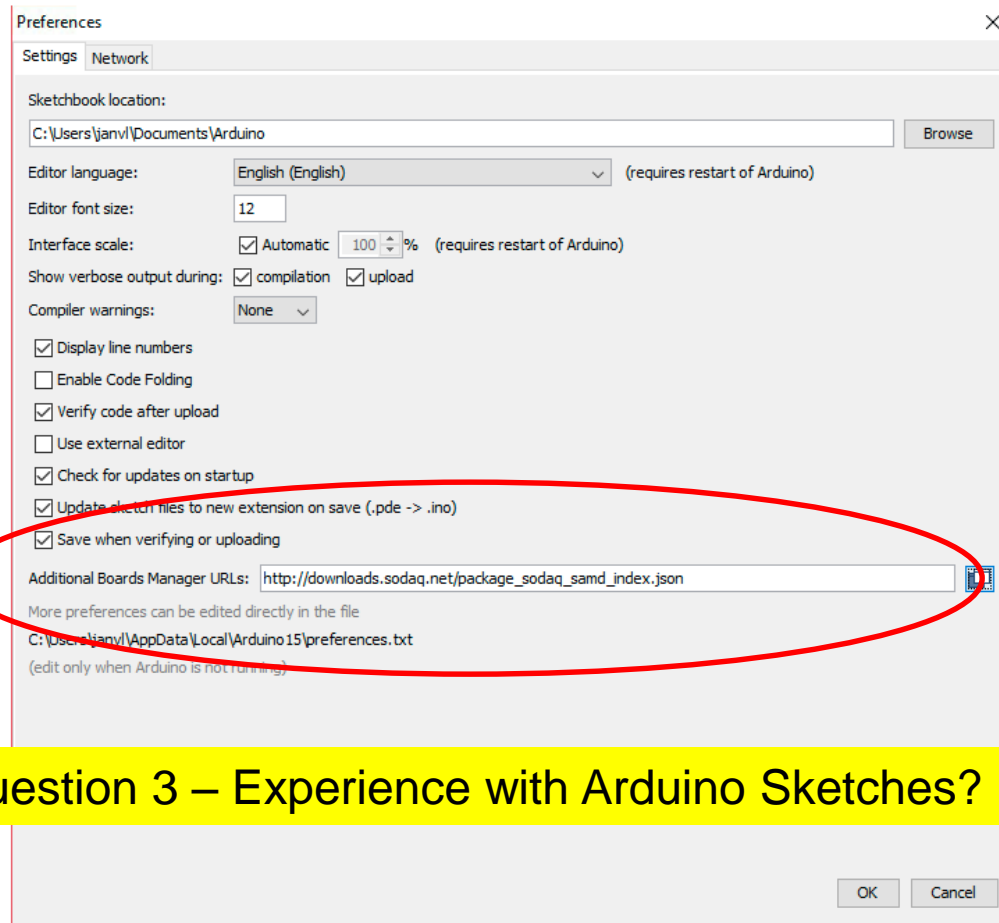 Preferences
Settings Network
Sketchbook location:
C:\Users\janvl\Documents\Arduino Browse
Editor language: English (English) (requires restart of Arduino)
Editor font size: 12
Interface scale: Automatic 100 % (requires restart of Arduino)
Show verbose output during: compilation upload
Compiler warnings: None
Display line numbers
Enable Code Folding
Verify code after upload
Use external editor
Check for updates on startup
Update sketch files to new extension on save (.pde -> .ino)
Save when verifying or uploading
Additional Boards Manager URLs: http://downloads.sodaq.net/package_sodaq_samd_index.json
More preferences can be edited directly in the file
C:\Users\janvl\AppData\Local\Arduino15\preferences.txt
(edit only when Arduino is not running)
uestion 3 – Experience with Arduino Sketches?
OK Cancel